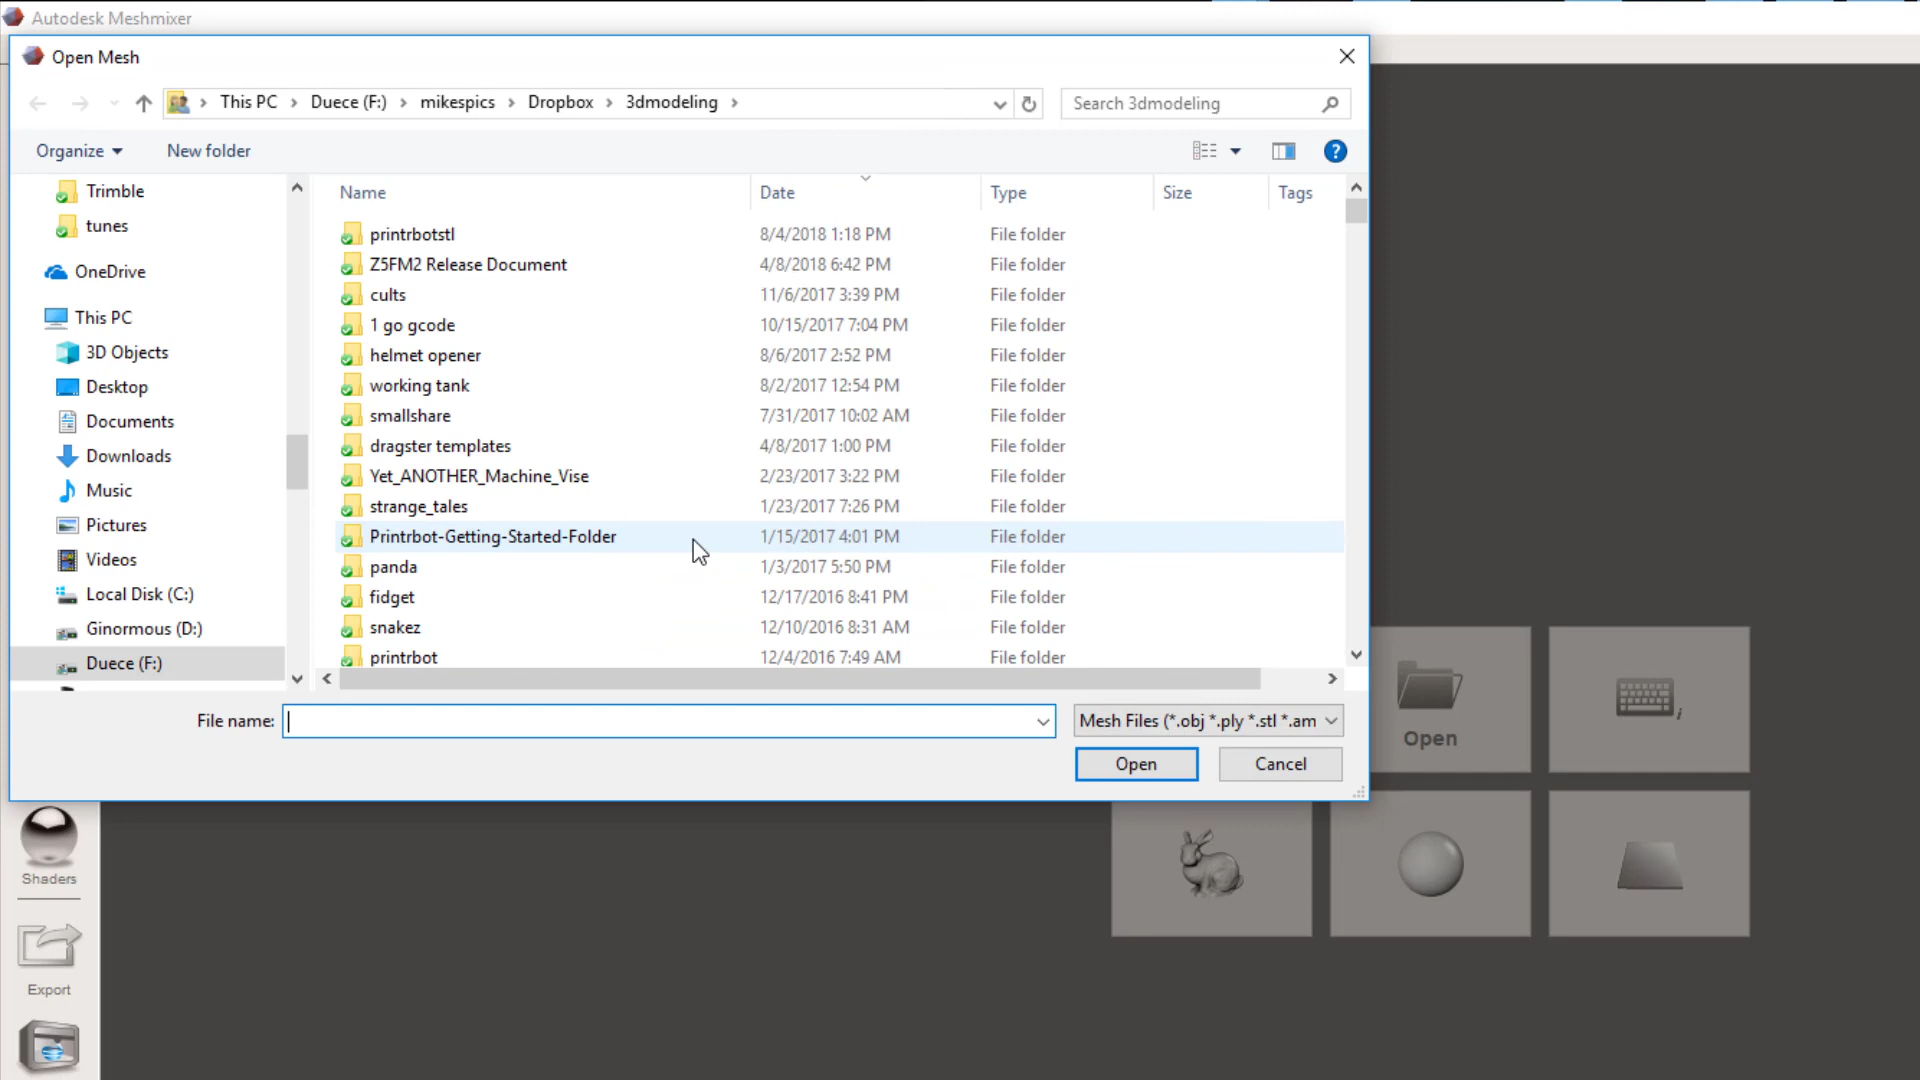 Autodesk Meshmixer
Open Mesh
This PC > Duece (F:) > mikespics > Dropbox > 3dmodeling >
Search 3dmodeling
Organize
New folder
Trimble
tunes
OneDrive
This PC
3D Objects
Desktop
Documents
Downloads
Music
Pictures
Videos
Local Disk (C:)
Ginormous (D:)
Duece (F:)
Name Date Type Size Tags
printrbotstl 8/4/2018 1:18 PM File folder
Z5FM2 Release Document 4/8/2018 6:42 PM File folder
cults 11/6/2017 3:39 PM File folder
1 go gcode 10/15/2017 7:04 PM File folder
helmet opener 8/6/2017 2:52 PM File folder
working tank 8/2/2017 12:54 PM File folder
smallshare 7/31/2017 10:02 AM File folder
dragster templates 4/8/2017 1:00 PM File folder
Yet_ANOTHER_Machine_Vise 2/23/2017 3:22 PM File folder
strange_tales 1/23/2017 7:26 PM File folder
Printrbot-Getting-Started-Folder 1/15/2017 4:01 PM File folder
panda 1/3/2017 5:50 PM File folder
fidget 12/17/2016 8:41 PM File folder
snakez 12/10/2016 8:31 AM File folder
printrbot 12/4/2016 7:49 AM File folder
File name:
Mesh Files (*.obj *.ply *.stl *.am
Open
Cancel
Open
i
Shaders
Export